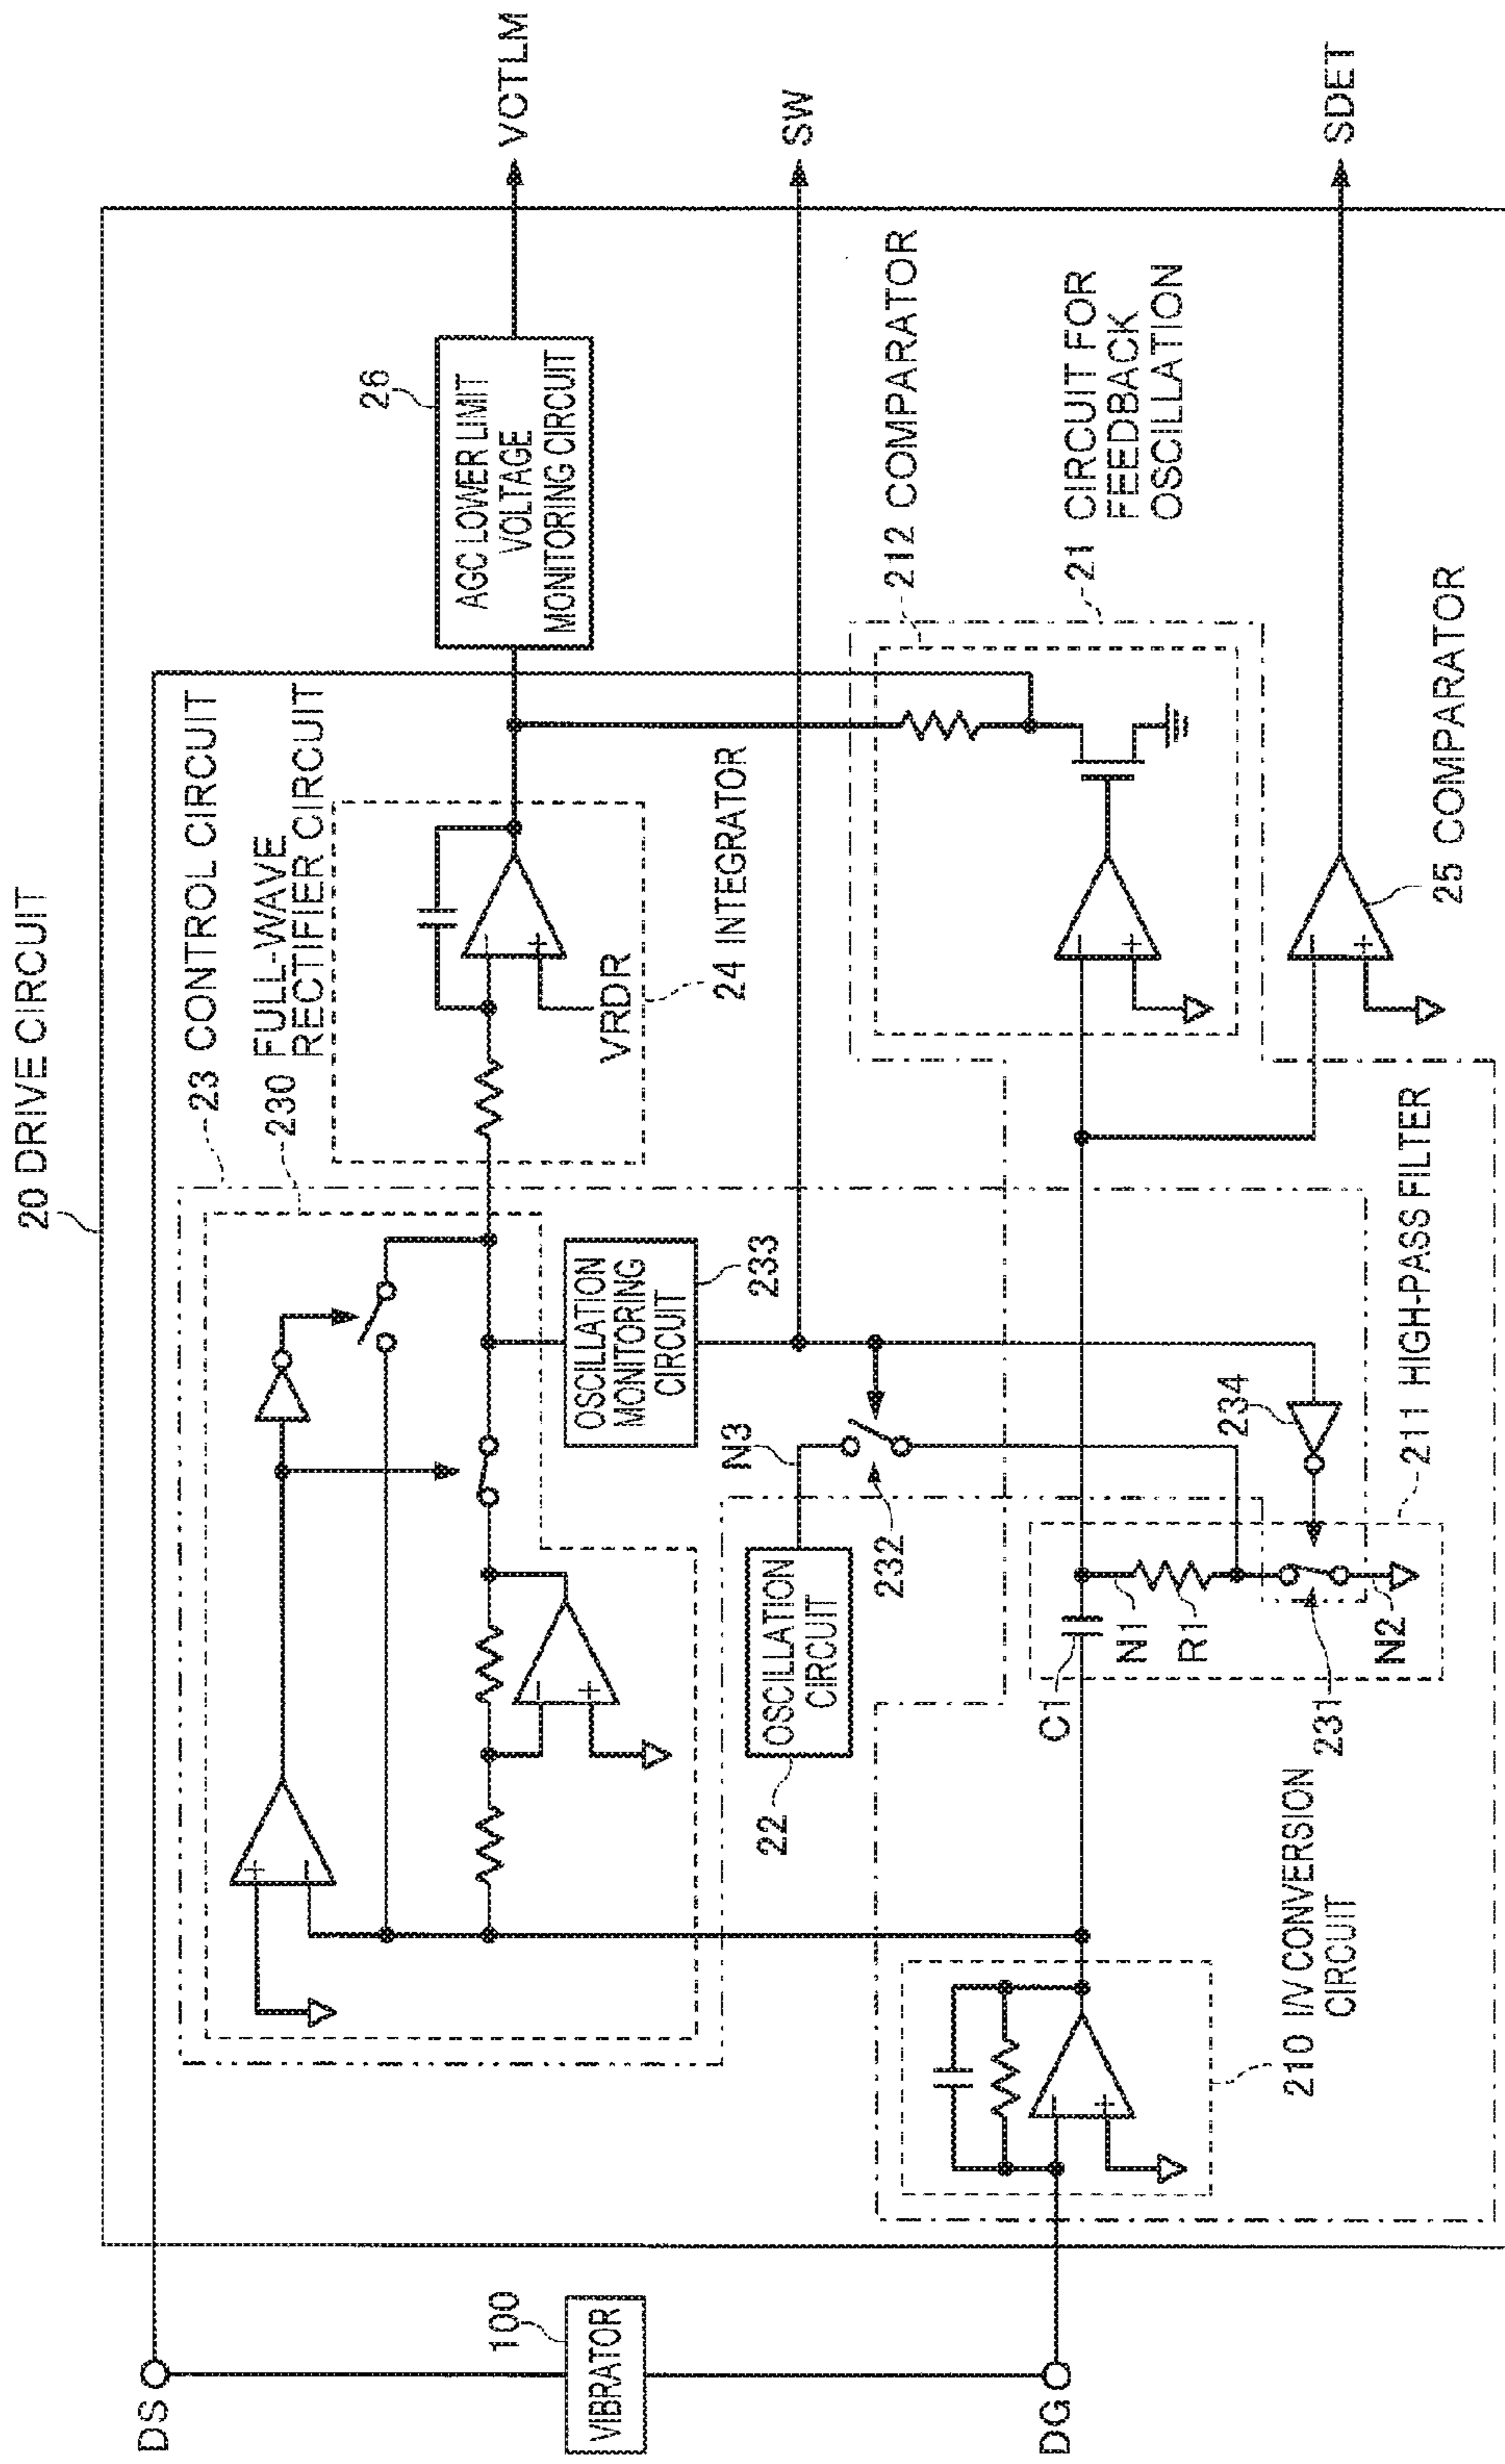 20 DRIVE CIRCUIT
23 CONTROL CIRCUIT
230 FULL-WAVE
RECTIFIER CIRCUIT
26
AGC LOWER LIMIT
VOLTAGE
MONITORING CIRCUIT
VCTLM
DS
100
VIBRATOR
DG
+
−
−
+
−
+
VRDR
24 INTEGRATOR
OSCILLATION
MONITORING
CIRCUIT
233
SW
22
OSCILLATION
CIRCUIT
N3
232
212 COMPARATOR
21 CIRCUIT FOR
FEEDBACK
OSCILLATION
−
+
210 I/V CONVERSION
CIRCUIT
C1
N1
R1
231
N2
234
211 HIGH-PASS FILTER
−
+
−
+
25 COMPARATOR
SDET